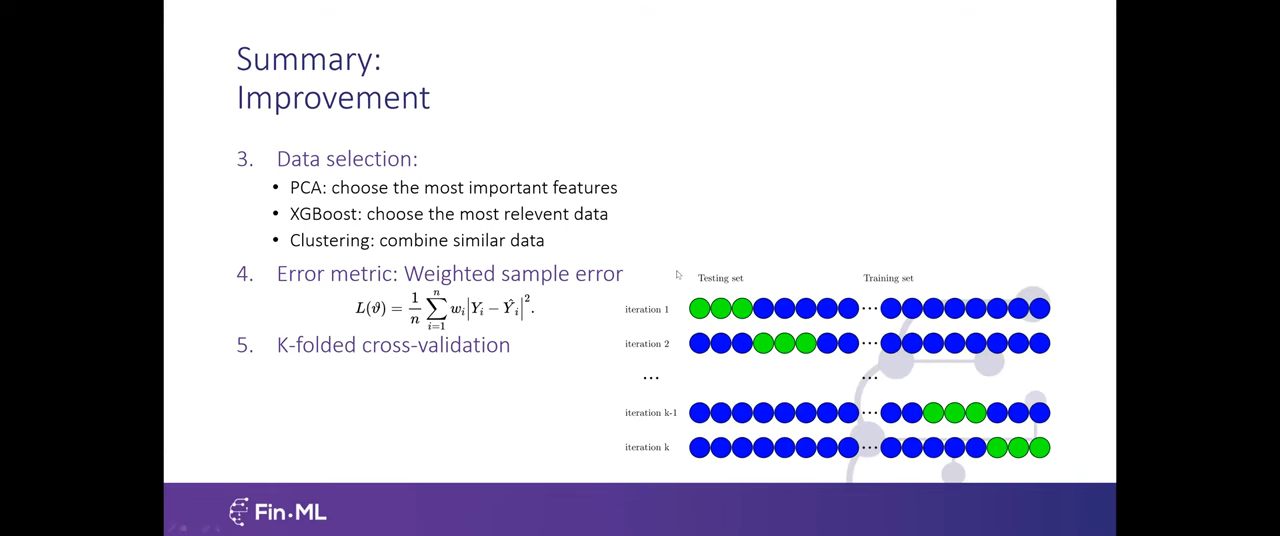 Summary:
Improvement
3. Data selection:
• PCA: choose the most important features
• XGBoost: choose the most relevent data
• Clustering: combine similar data
4. Error metric: Weighted sample error
L(ϑ) = 1/n ∑_{i=1}^{n} w_i |Y_i − Ŷ_i|^2.
5. K-folded cross-validation
Testing set Training set
iteration 1 ...
iteration 2 ...
... ...
iteration k-1 ...
iteration k ...
Fin·ML